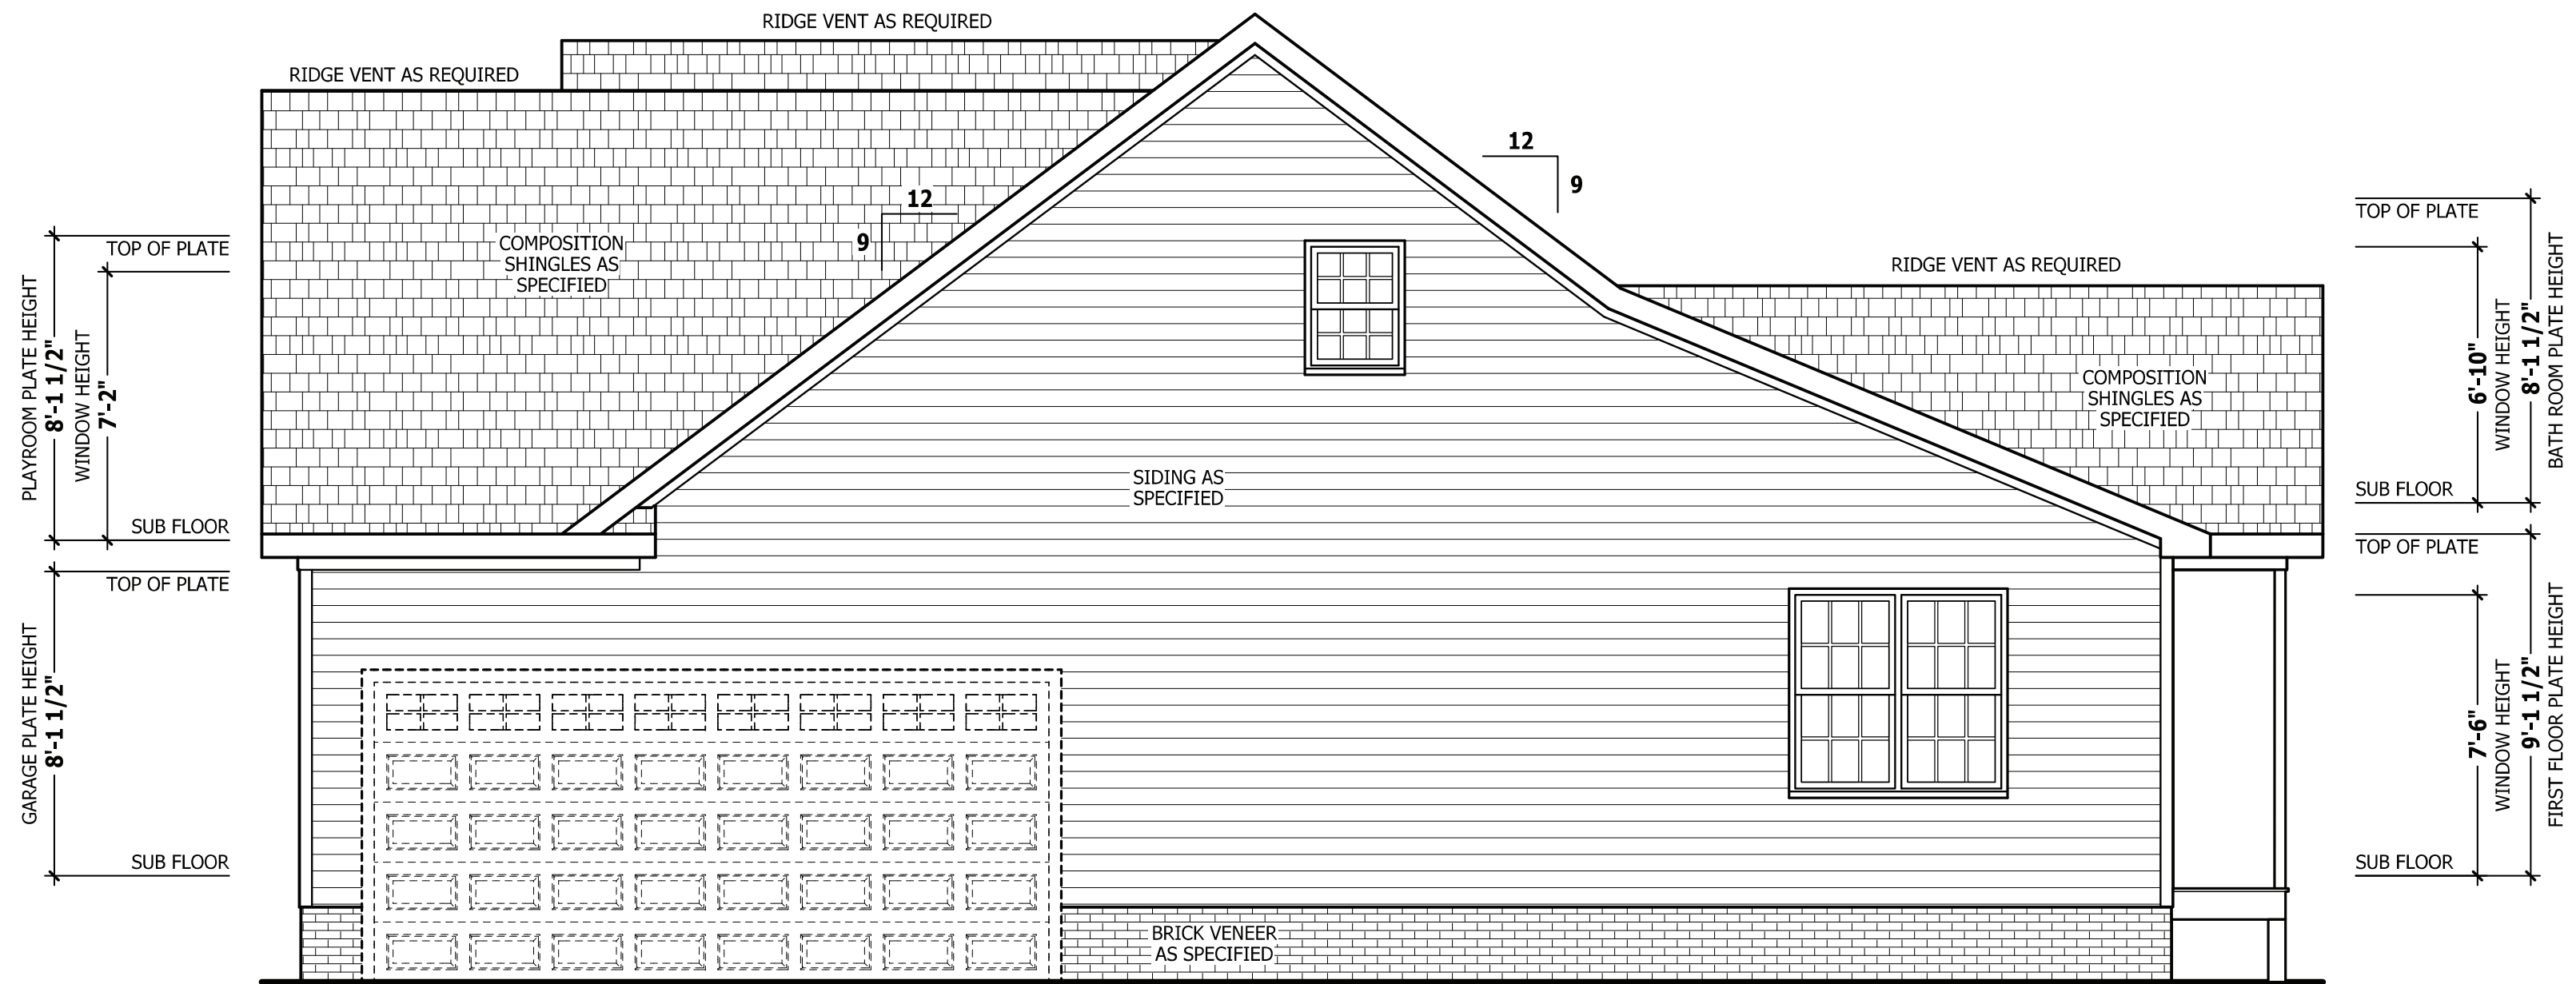 RIDGE VENT AS REQUIRED
RIDGE VENT AS REQUIRED
12
9
12
9
COMPOSITION
SHINGLES AS
SPECIFIED
RIDGE VENT AS REQUIRED
COMPOSITION
SHINGLES AS
SPECIFIED
SIDING AS
SPECIFIED
BRICK VENEER
AS SPECIFIED
TOP OF PLATE
PLAYROOM PLATE HEIGHT
8'-1 1/2"
WINDOW HEIGHT
7'-2"
SUB FLOOR
TOP OF PLATE
GARAGE PLATE HEIGHT
8'-1 1/2"
SUB FLOOR
TOP OF PLATE
6'-10"
WINDOW HEIGHT
8'-1 1/2"
BATH ROOM PLATE HEIGHT
SUB FLOOR
TOP OF PLATE
7'-6"
WINDOW HEIGHT
9'-1 1/2"
FIRST FLOOR PLATE HEIGHT
SUB FLOOR